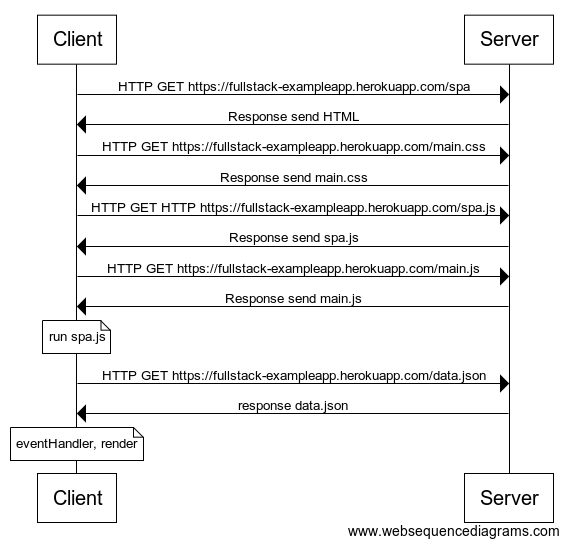 Client Server
HTTP GET https://fullstack-exampleapp.herokuapp.com/spa
Response send HTML
HTTP GET https://fullstack-exampleapp.herokuapp.com/main.css
Response send main.css
HTTP GET HTTP https://fullstack-exampleapp.herokuapp.com/spa.js
Response send spa.js
HTTP GET https://fullstack-exampleapp.herokuapp.com/main.js
Response send main.js
run spa.js
HTTP GET https://fullstack-exampleapp.herokuapp.com/data.json
response data.json
eventHandler, render
Client Server
www.websequencediagrams.com